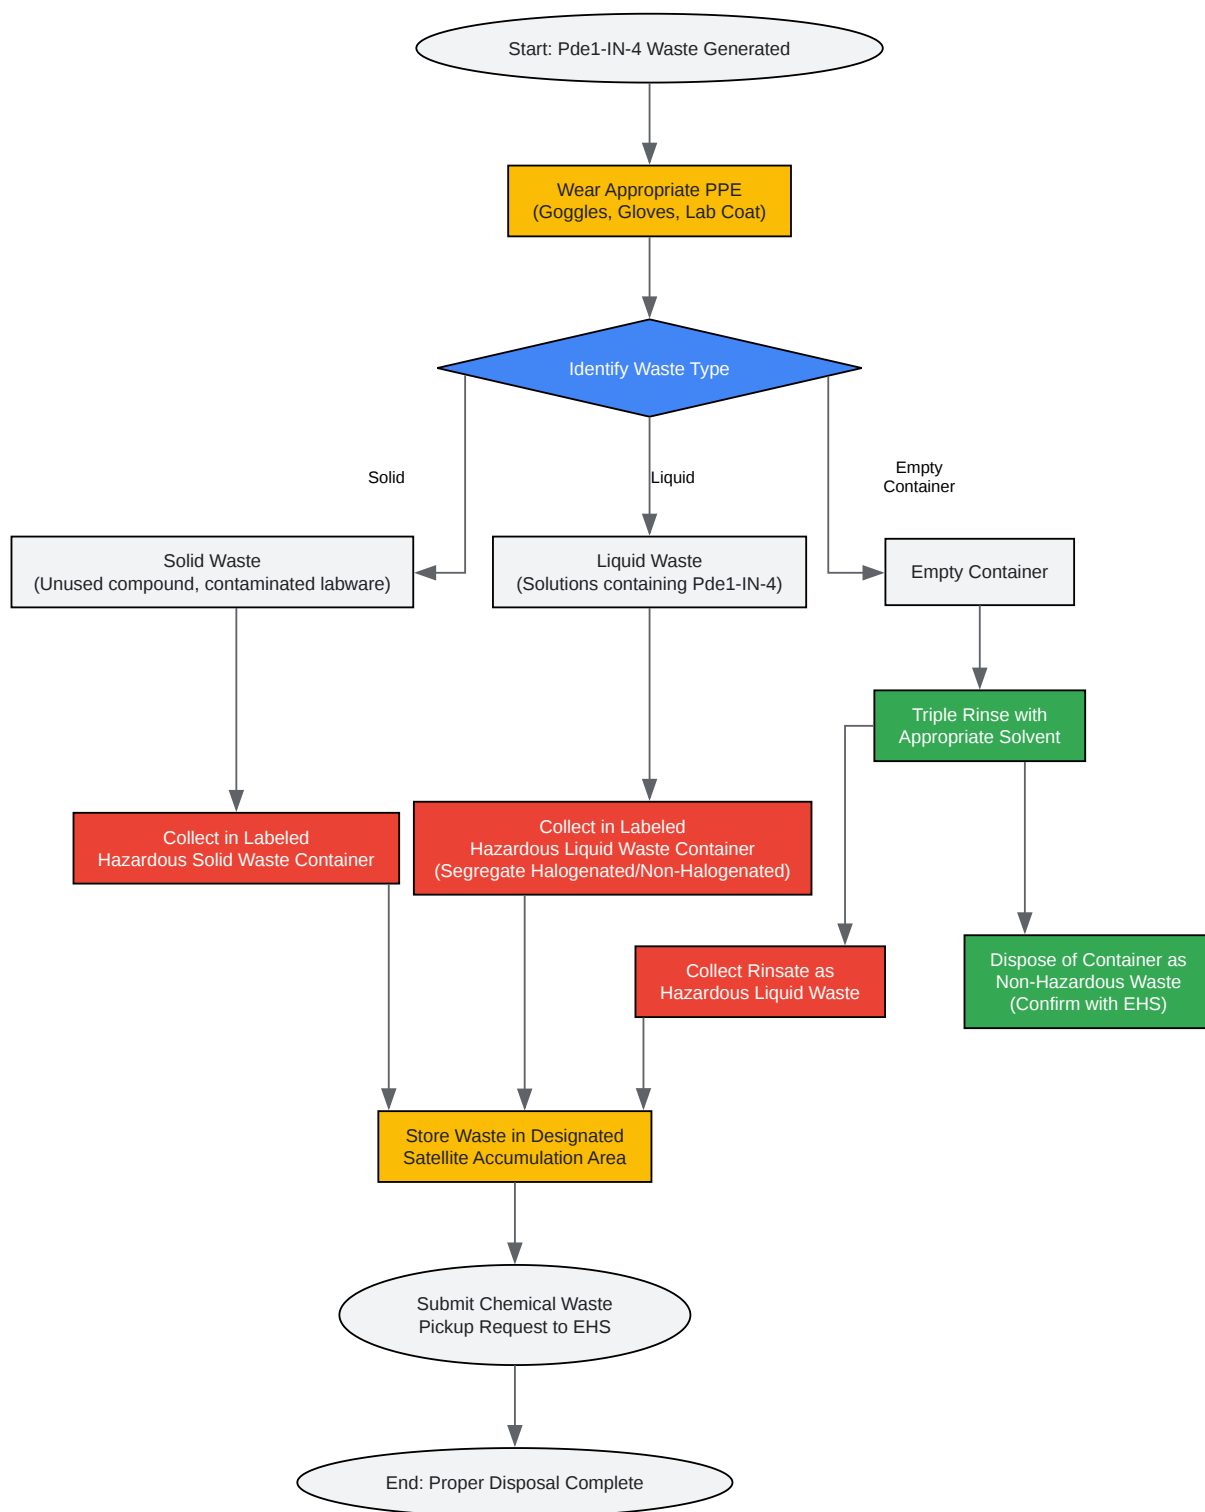 Start: Pde1-IN-4 Waste Generated
Wear Appropriate PPE
(Goggles, Gloves, Lab Coat)
Identify Waste Type
Solid
Liquid
Empty
Container
Solid Waste
(Unused compound, contaminated labware)
Liquid Waste
(Solutions containing Pde1-IN-4)
Empty Container
Triple Rinse with
Appropriate Solvent
Collect in Labeled
Hazardous Solid Waste Container
Collect in Labeled
Hazardous Liquid Waste Container
(Segregate Halogenated/Non-Halogenated)
Collect Rinsate as
Hazardous Liquid Waste
Dispose of Container as
Non-Hazardous Waste
(Confirm with EHS)
Store Waste in Designated
Satellite Accumulation Area
Submit Chemical Waste
Pickup Request to EHS
End: Proper Disposal Complete